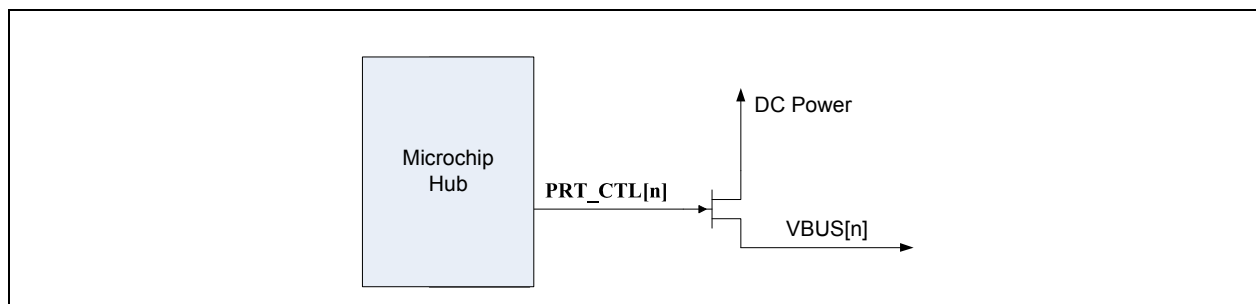 DC Power
Microchip
Hub
PRT_CTL[n]
VBUS[n]